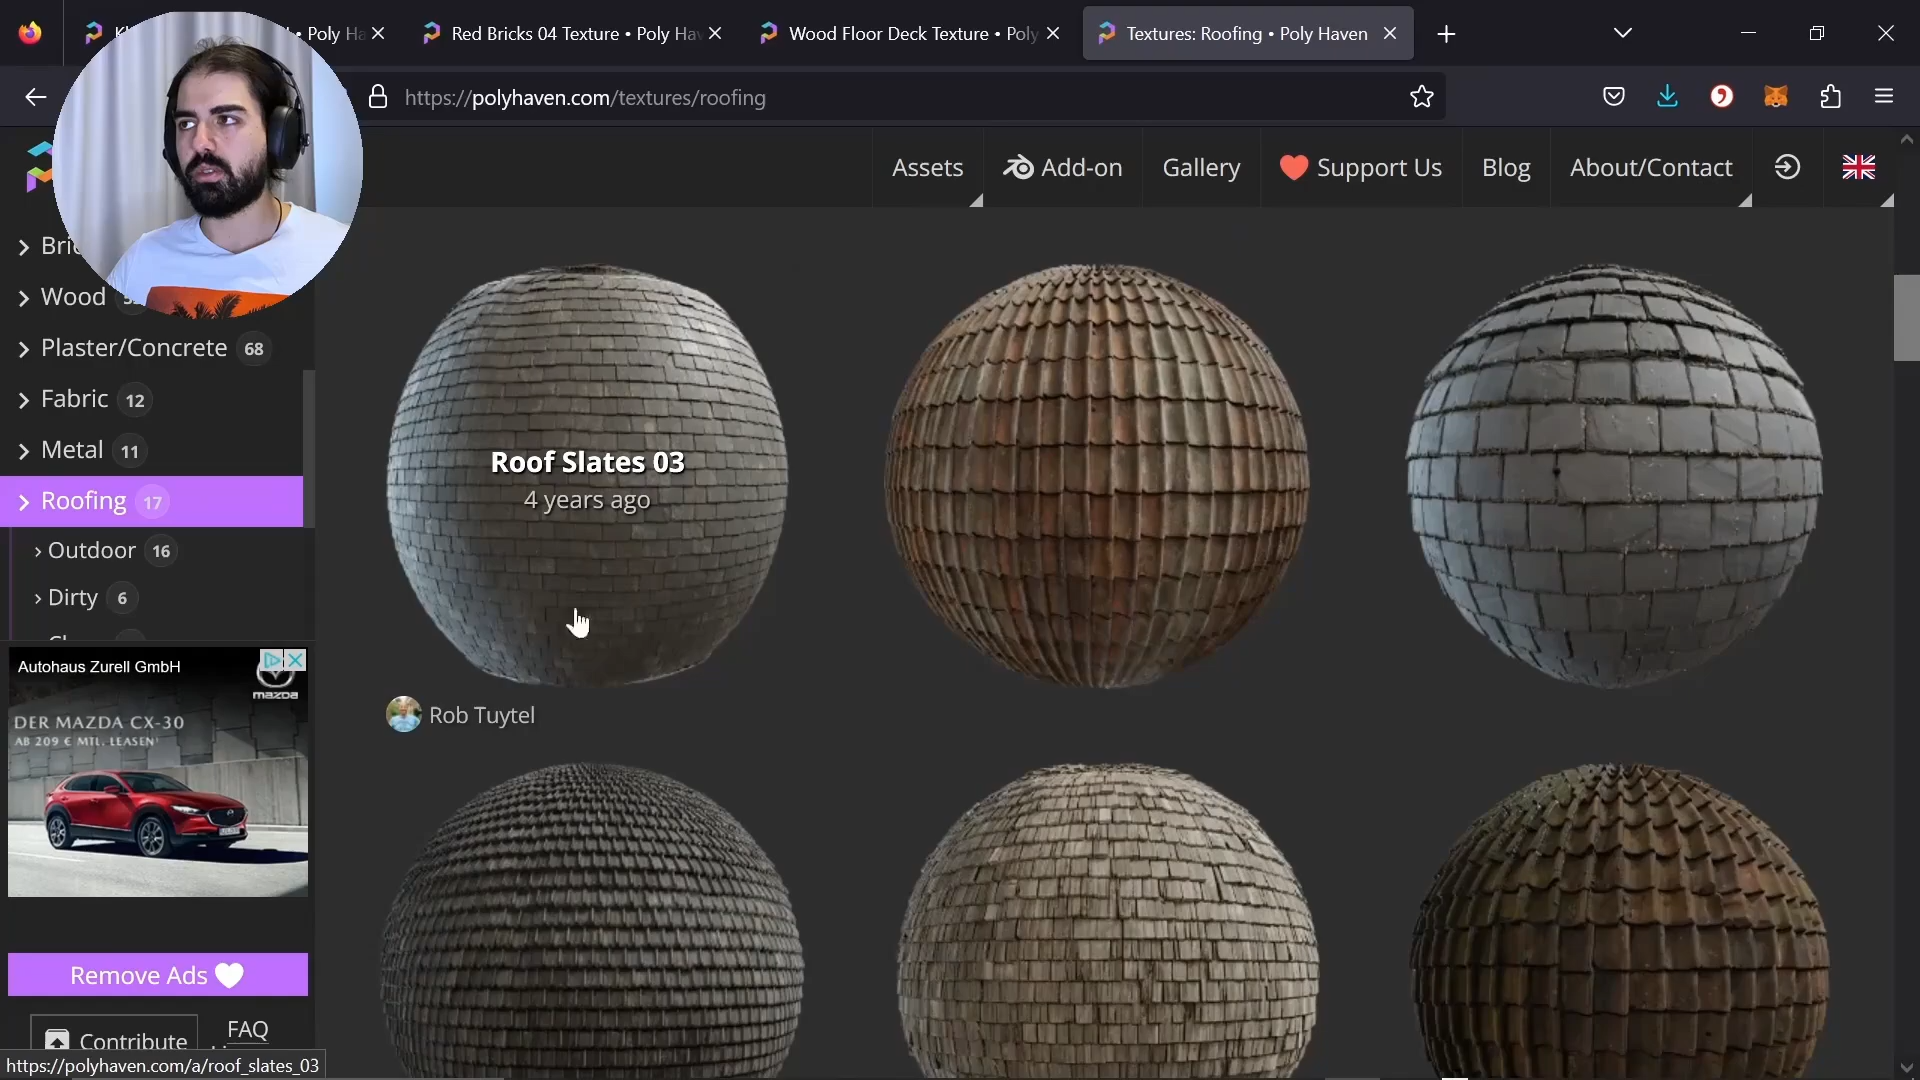 • Poly Ha
Red Bricks 04 Texture • Poly Hav
Wood Floor Deck Texture • Poly
Textures: Roofing • Poly Haven
https://polyhaven.com/textures/roofing
Assets
Add-on
Gallery
Support Us
Blog
About/Contact
Wood
Plaster/Concrete 68
Fabric 12
Metal 11
Roofing 17
Outdoor 16
Dirty 6
Roof Slates 03
4 years ago
Rob Tuytel
Autohaus Zurell GmbH
mazda
DER MAZDA CX-30
AB 209 € MTL. LEASEN¹
Remove Ads
Contribute
FAQ
https://polyhaven.com/a/roof_slates_03